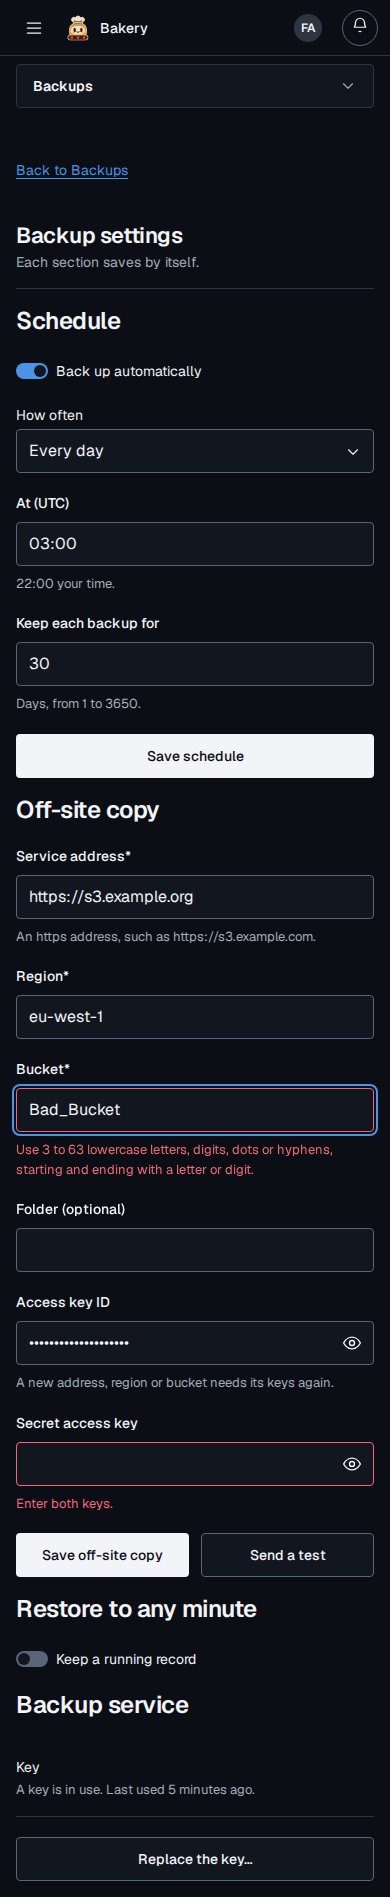 Bakery
FA
Backups
Back to Backups
Backup settings
Each section saves by itself.
Schedule
Back up automatically
How often
Every day
At (UTC)
03:00
22:00 your time.
Keep each backup for
30
Days, from 1 to 3650.
Save schedule
Off-site copy
Service address*
https://s3.example.org
An https address, such as https://s3.example.com.
Region*
eu-west-1
Bucket*
Bad_Bucket
Use 3 to 63 lowercase letters, digits, dots or hyphens,
starting and ending with a letter or digit.
Folder (optional)
Access key ID
••••••••••••••••••••
A new address, region or bucket needs its keys again.
Secret access key
Enter both keys.
Save off-site copy
Send a test
Restore to any minute
Keep a running record
Backup service
Key
A key is in use. Last used 5 minutes ago.
Replace the key...